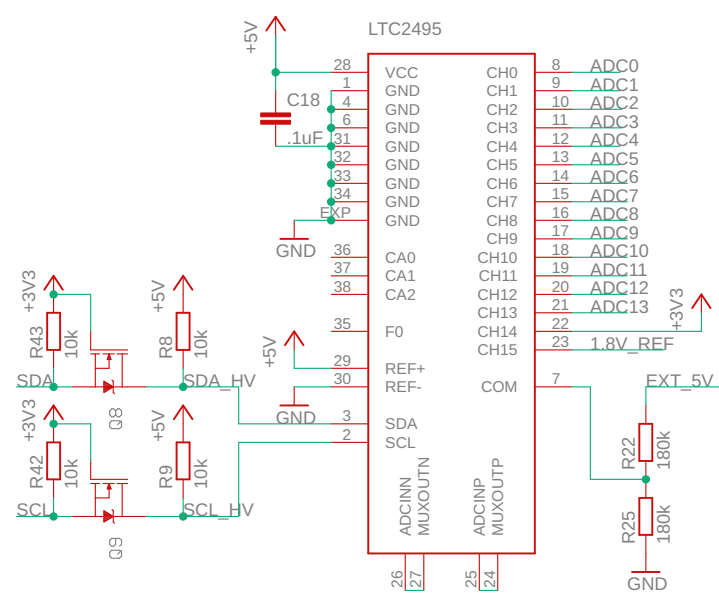 LTC2495
+5V
C18
.1uF
28 VCC
1 GND
4 GND
6 GND
31 GND
32 GND
33 GND
34 GND
EXP GND
GND
36 CA0
37 CA1
38 CA2
35 F0
29 REF+
30 REF-
3 SDA
2 SCL
CH0 8 ADC0
CH1 9 ADC1
CH2 10 ADC2
CH3 11 ADC3
CH4 12 ADC4
CH5 13 ADC5
CH6 14 ADC6
CH7 15 ADC7
CH8 16 ADC8
CH9 17 ADC9
CH10 18 ADC10
CH11 19 ADC11
CH12 20 ADC12
CH13 21 ADC13
CH14 22
+3V3
CH15 23 1.8V_REF
COM 7
EXT_5V
R22
180k
R25
180k
GND
+5V
GND
+3V3
R43
10k
+5V
R8
10k
SDA
SDA_HV
Q8
+3V3
R42
10k
+5V
R9
10k
SCL
SCL_HV
Q9
ADCINN
MUXOUTN
ADCINP
MUXOUTP
26
27
25
24